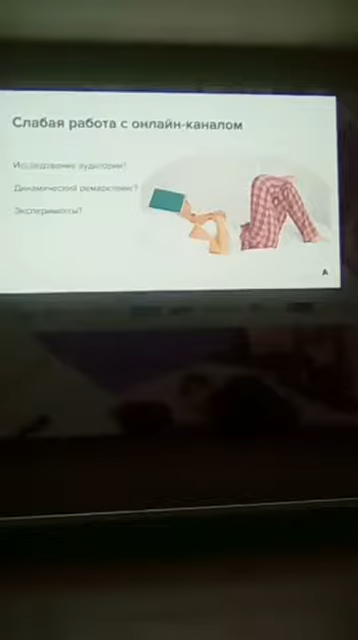 Слабая работа с онлайн-каналом
Исследование аудитории?
Динамический ремаркетинг?
Эксперименты?
A